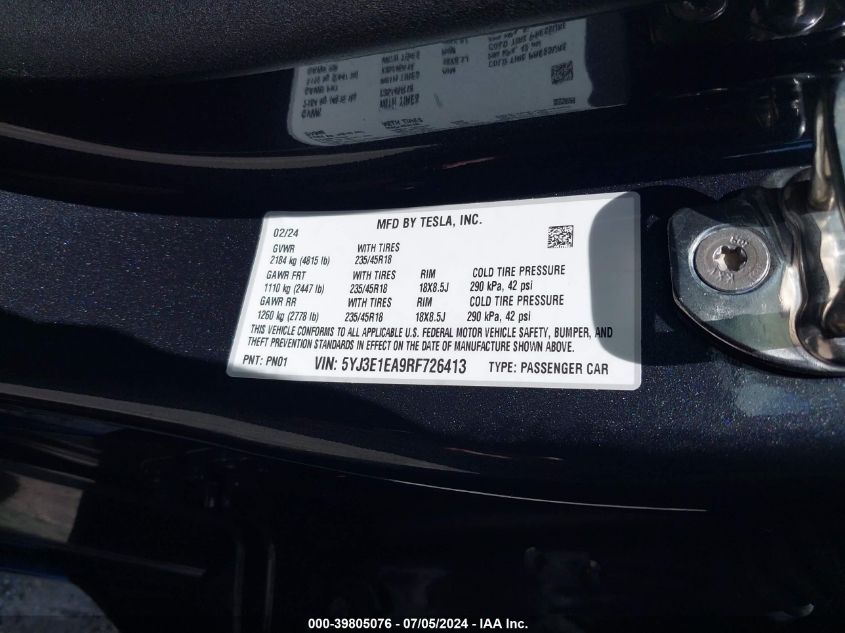 MFD BY TESLA, INC.
02/24
GVWR WITH TIRES
2184 kg (4815 lb) 235/45R18
GAWR FRT WITH TIRES RIM COLD TIRE PRESSURE
1110 kg (2447 lb) 235/45R18 18X8.5J 290 kPa, 42 psi
GAWR RR WITH TIRES RIM COLD TIRE PRESSURE
1260 kg (2778 lb) 235/45R18 18X8.5J 290 kPa, 42 psi
THIS VEHICLE CONFORMS TO ALL APPLICABLE U.S. FEDERAL MOTOR VEHICLE SAFETY, BUMPER, AND
THEFT PREVENTION STANDARDS IN EFFECT ON THE DATE OF MANUFACTURE SHOWN ABOVE.
PNT: PN01 VIN: 5YJ3E1EA9RF726413 TYPE: PASSENGER CAR
000-39805076 - 07/05/2024 - IAA Inc.